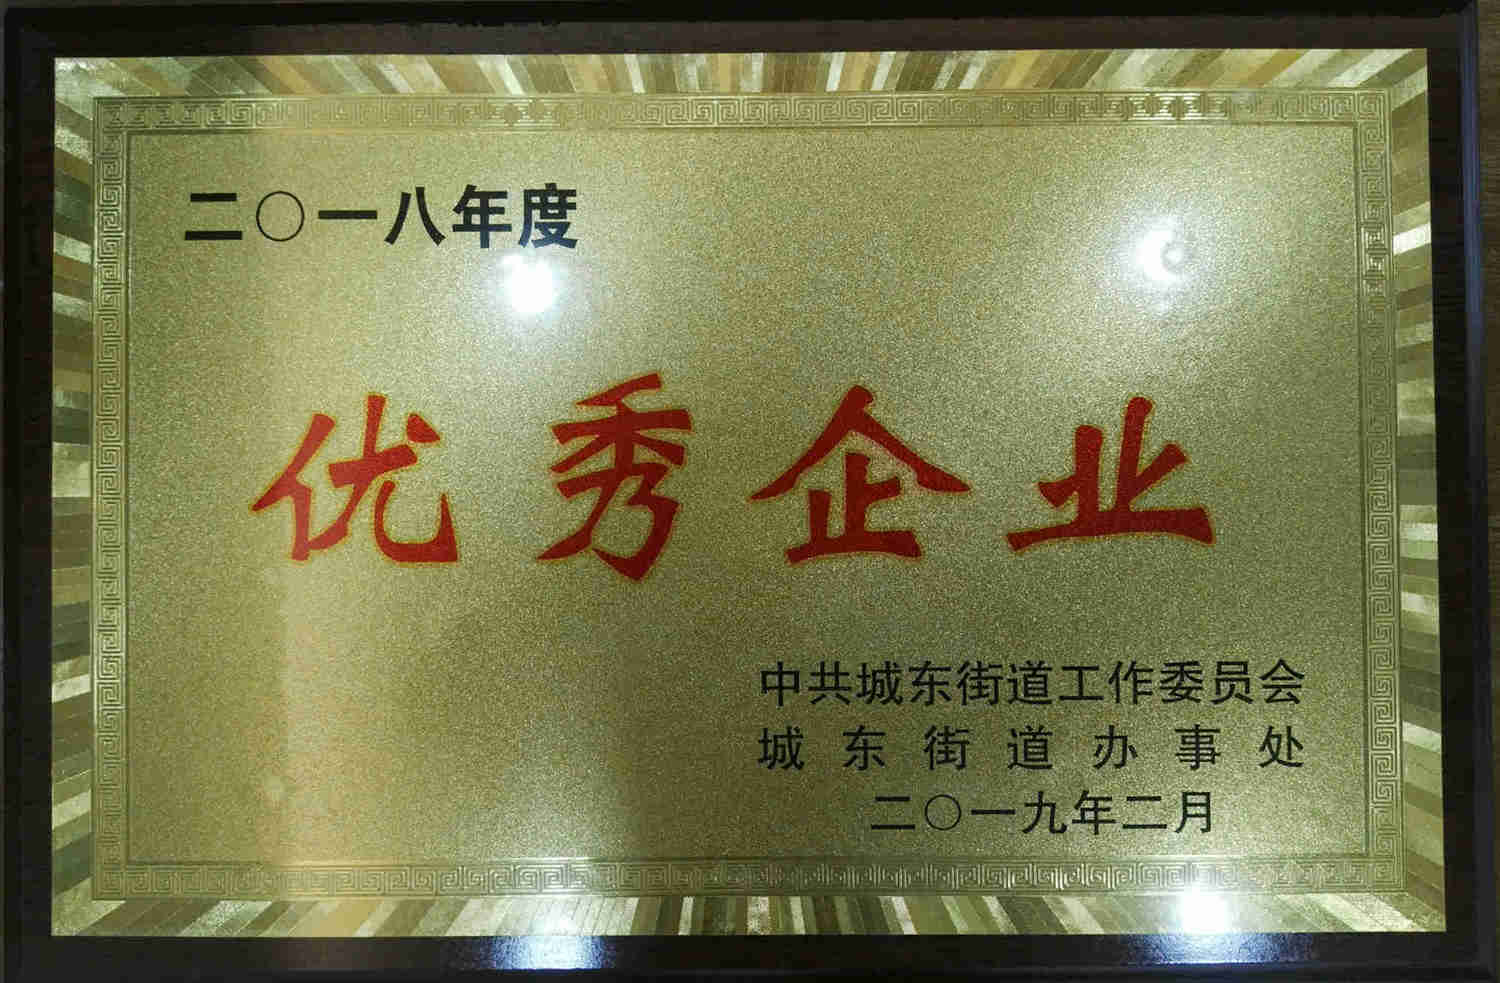 二〇一八年度
优秀企业
中共城东街道工作委员会
城东街道办事处
二〇一九年二月